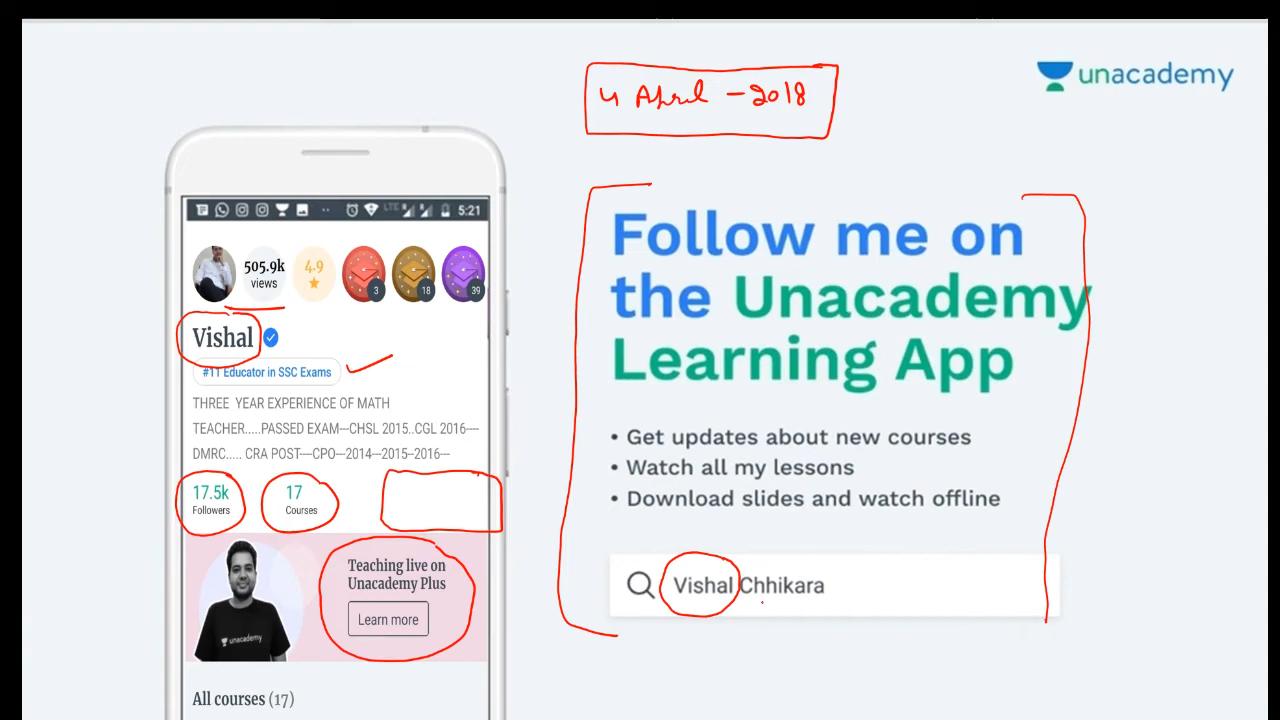 4 April - 2018
unacademy
LTE 5:21
505.9k
views
4.9
3
18
39
Vishal
#11 Educator in SSC Exams
THREE YEAR EXPERIENCE OF MATH
TEACHER.....PASSED EXAM---CHSL 2015..CGL 2016----
DMRC..... CRA POST----CPO---2014---2015--2016---
17.5k
Followers
17
Courses
Teaching live on
Unacademy Plus
Learn more
unacademy
All courses (17)
Follow me on
the Unacademy
Learning App
• Get updates about new courses
• Watch all my lessons
• Download slides and watch offline
Vishal Chhikara